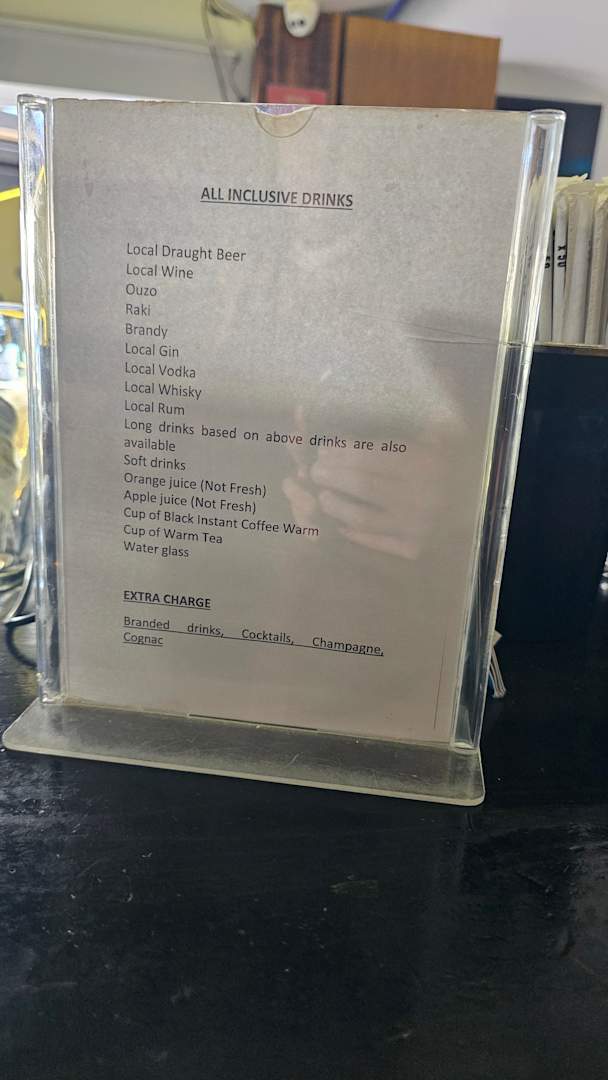 ALL INCLUSIVE DRINKS
Local Draught Beer
Local Wine
Ouzo
Raki
Brandy
Local Gin
Local Vodka
Local Whisky
Local Rum
Long drinks based on above drinks are also
available
Soft drinks
Orange juice (Not Fresh)
Apple juice (Not Fresh)
Cup of Black Instant Coffee Warm
Cup of Warm Tea
Water glass
EXTRA CHARGE
Branded drinks, Cocktails, Champagne,
Cognac